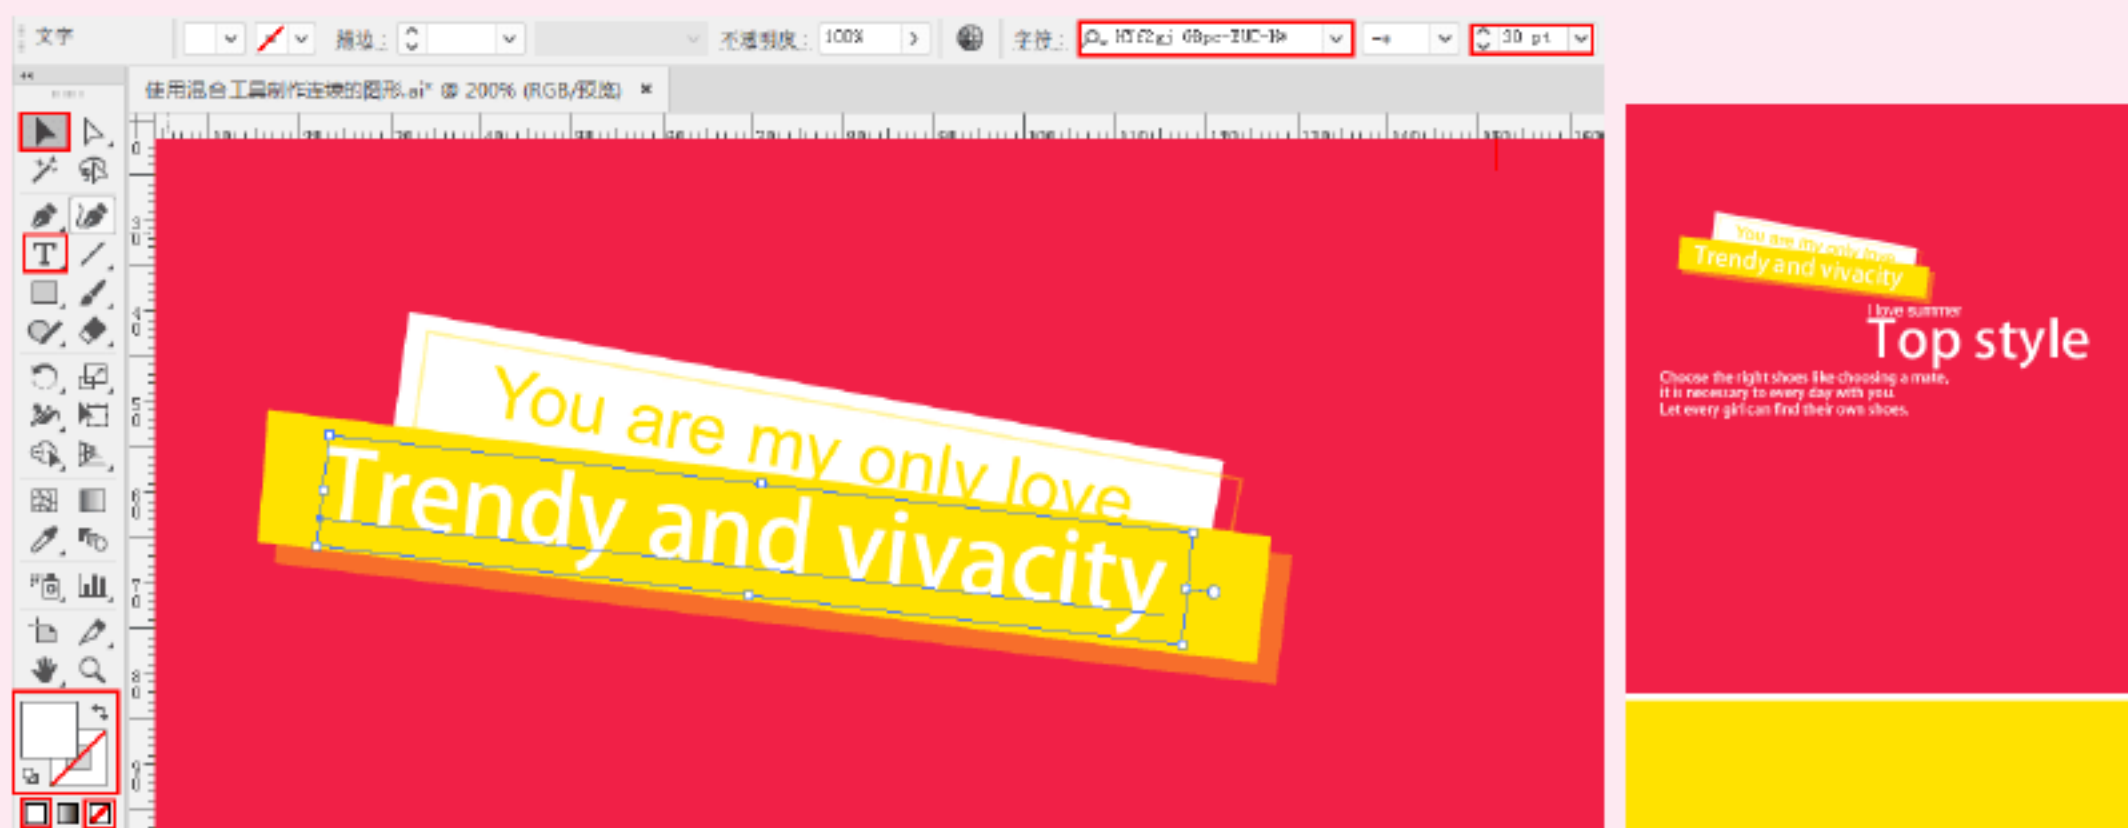 文字
描边：
不透明度：
100%
字符：
30 pt
使用混合工具制作连续的图形.ai* @ 200% (RGB/预览)
You are my only love
Trendy and vivacity
You are my only love
Trendy and vivacity
I love summer
Top style
Choose the right shoes like choosing a mate,
it is necessary to every day with you.
Let every girl can find their own shoes.